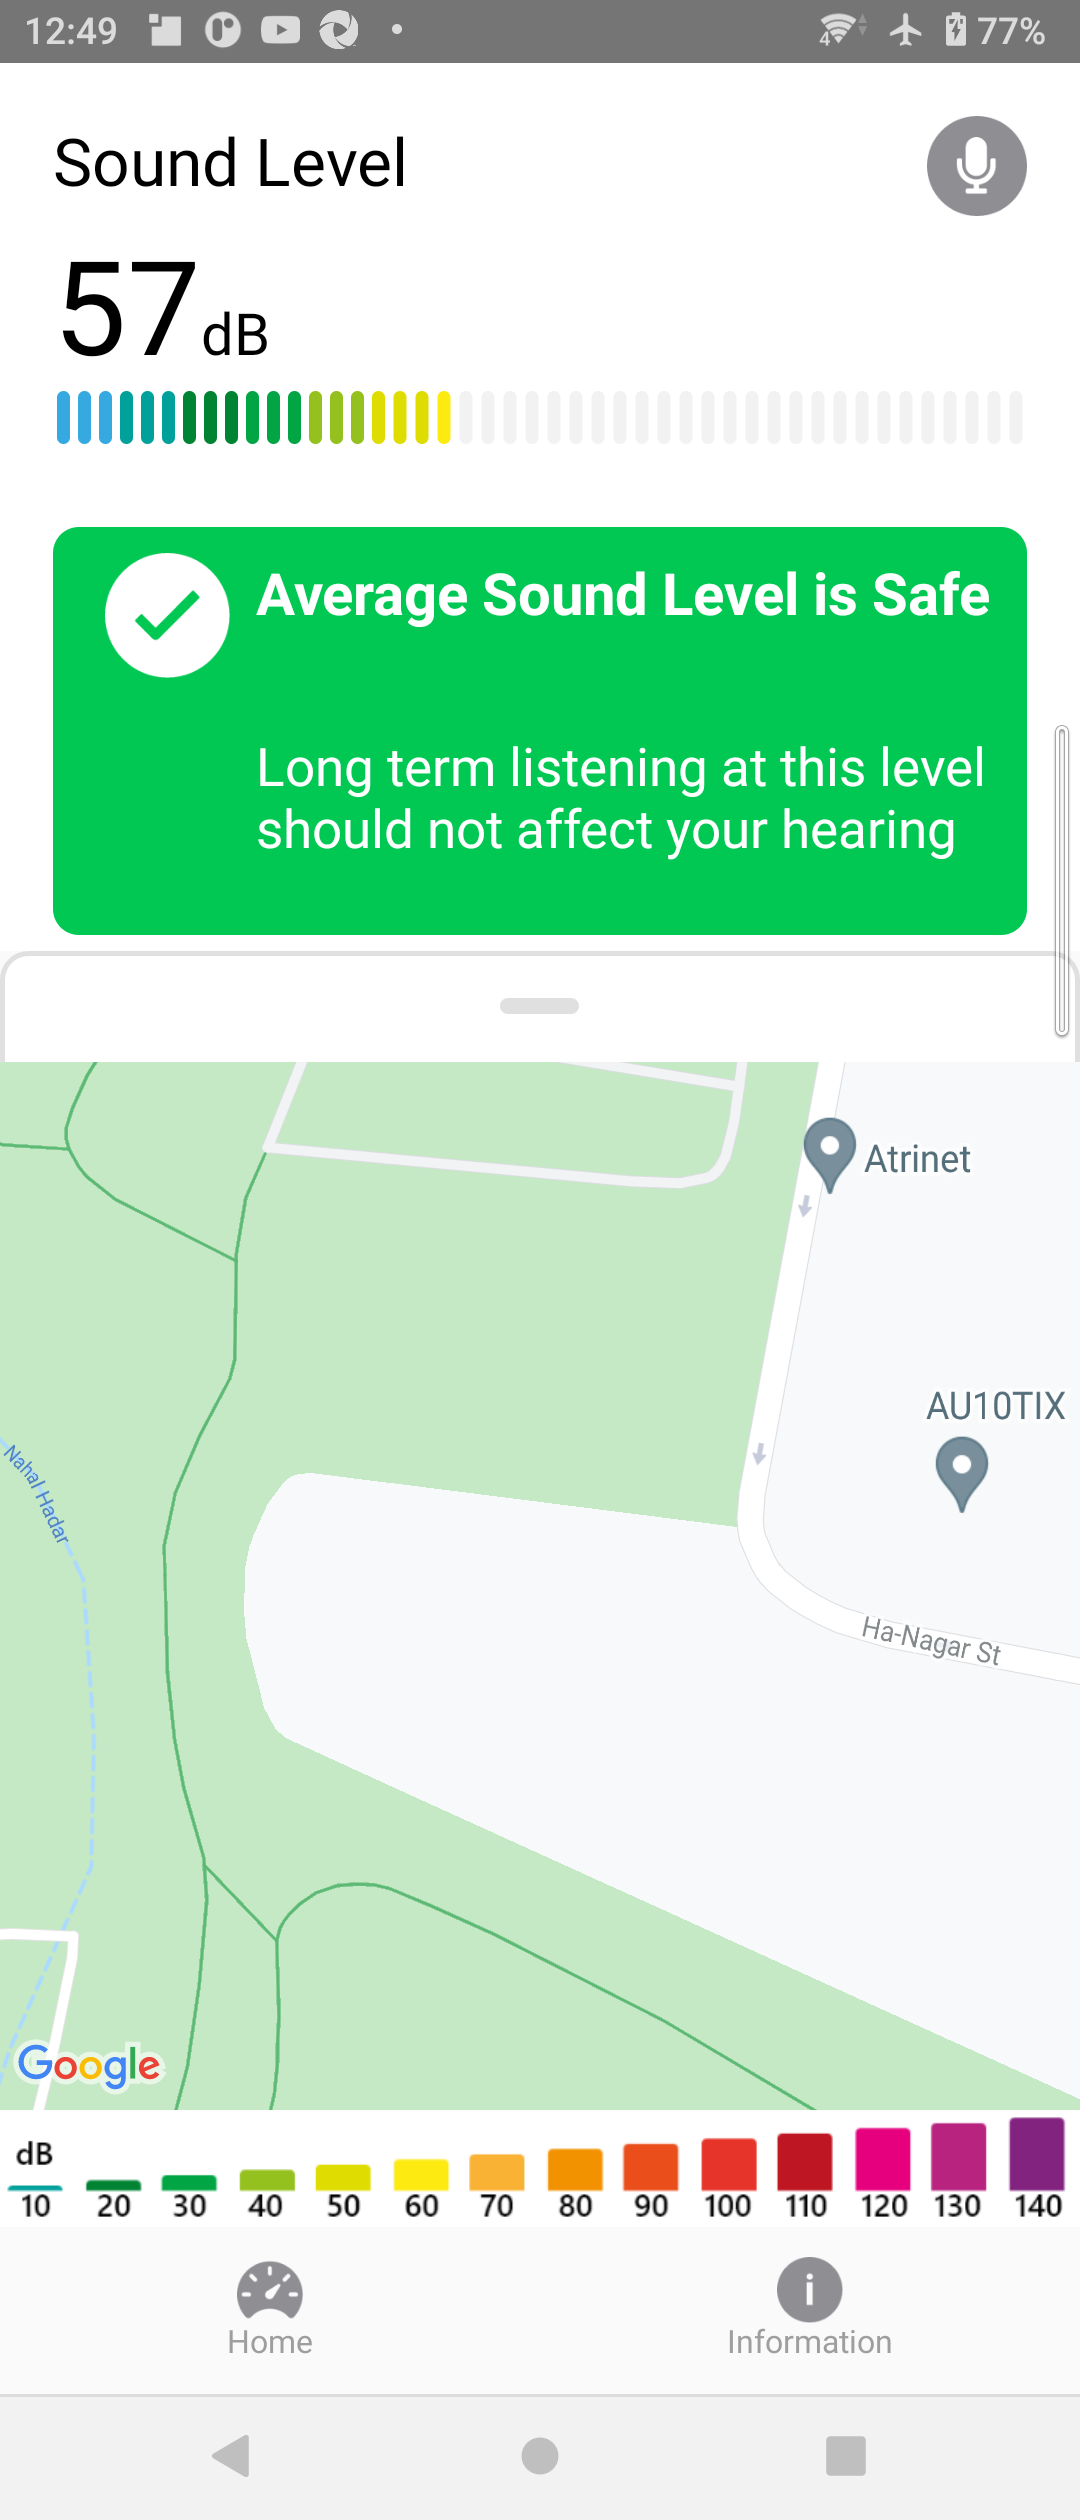 12:49
4
77%
Sound Level
57 dB
Average Sound Level is Safe
Long term listening at this level
should not affect your hearing
Atrinet
AU10TIX
Nahal Hadar
Ha-Nagar St
Google
dB
10 20 30 40 50 60 70 80 90 100 110 120 130 140
Home
Information